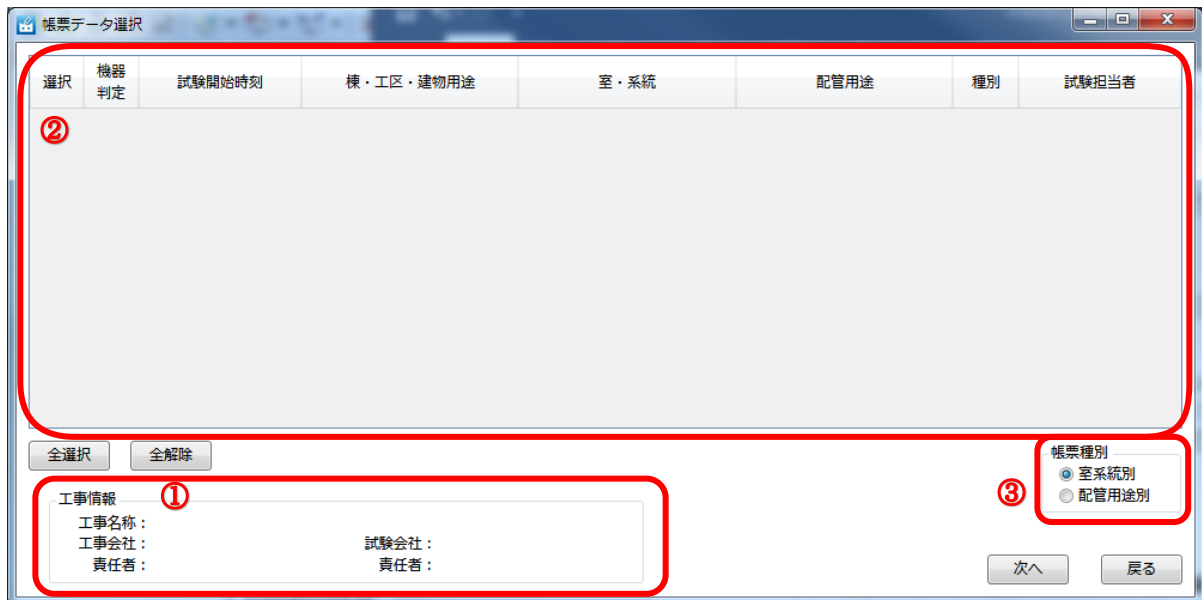 帳票データ選択
選択 機器判定 試験開始時刻 棟・工区・建物用途 室・系統 配管用途 種別 試験担当者
②
全選択 全解除
帳票種別
室系統別
配管用途別
③
①
工事情報
工事名称：
工事会社： 試験会社：
責任者： 責任者：
次へ 戻る